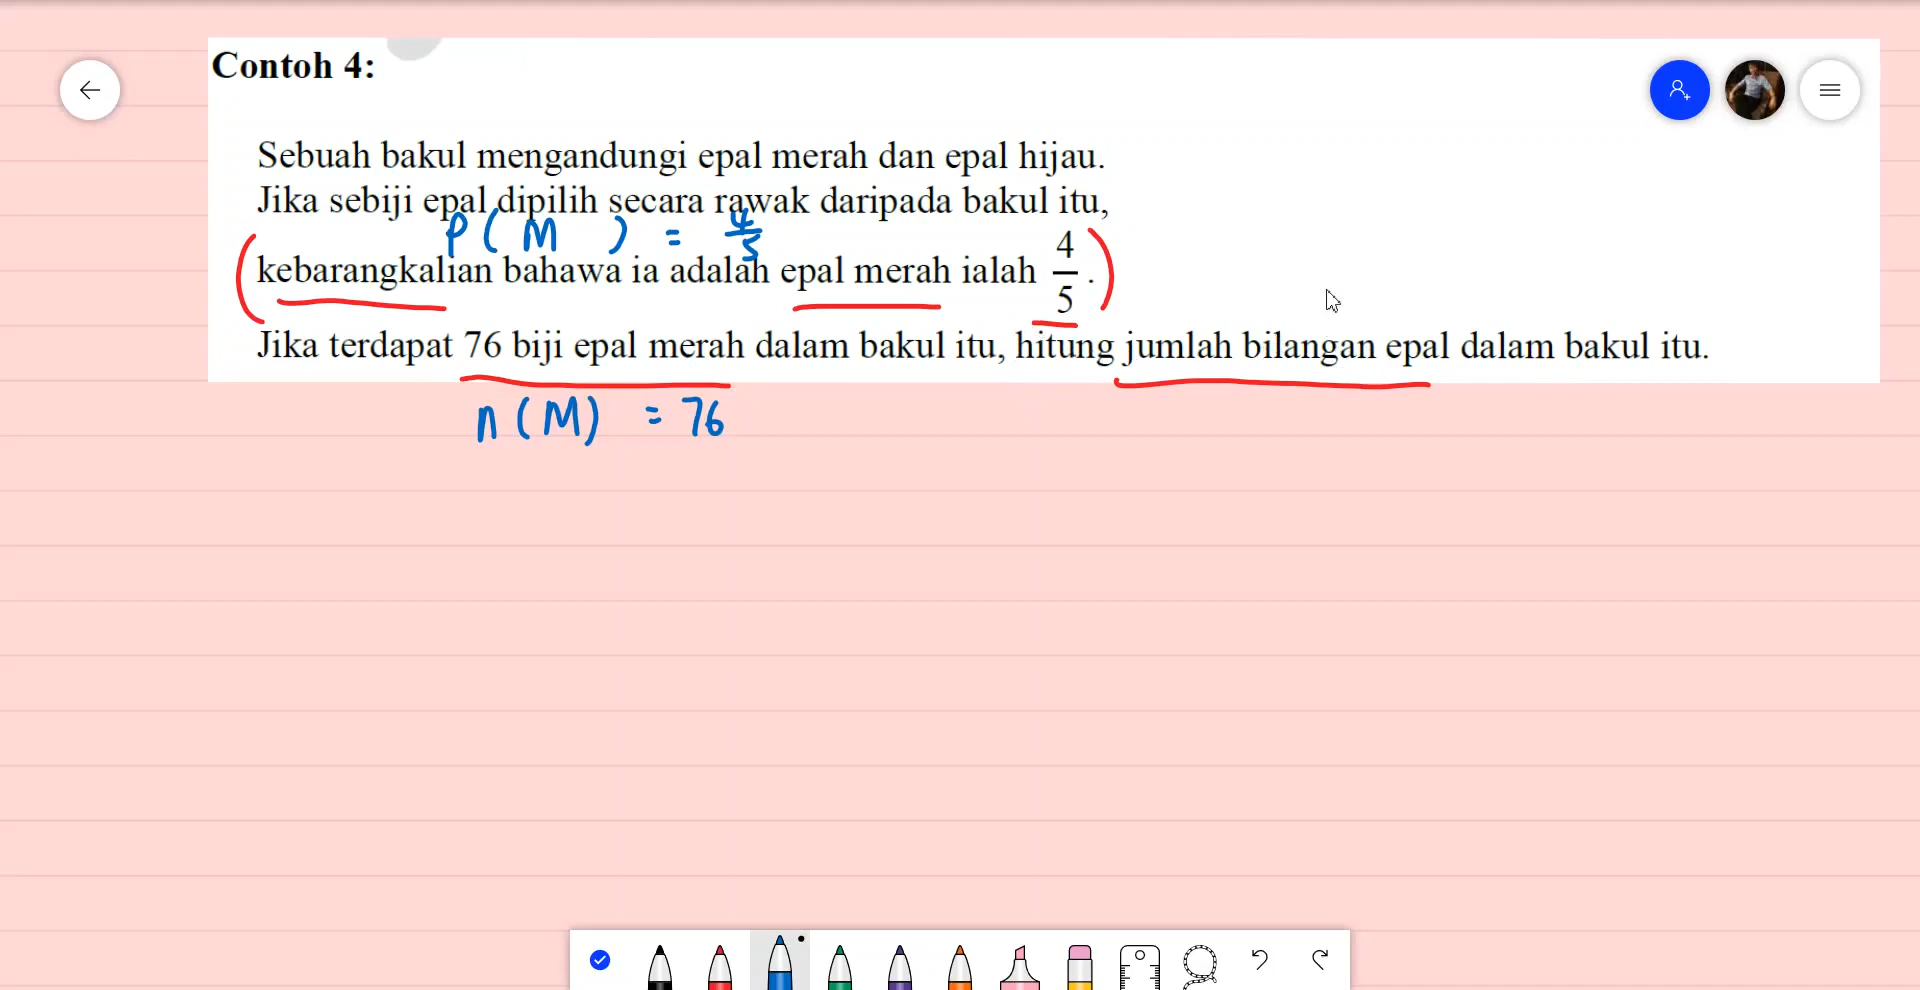 Contoh 4:
Sebuah bakul mengandungi epal merah dan epal hijau.
Jika sebiji epal dipilih secara rawak daripada bakul itu,
P(M) = 4/5
kebarangkalian bahawa ia adalah epal merah ialah 4/5.
Jika terdapat 76 biji epal merah dalam bakul itu, hitung jumlah bilangan epal dalam bakul itu.
n(M) = 76